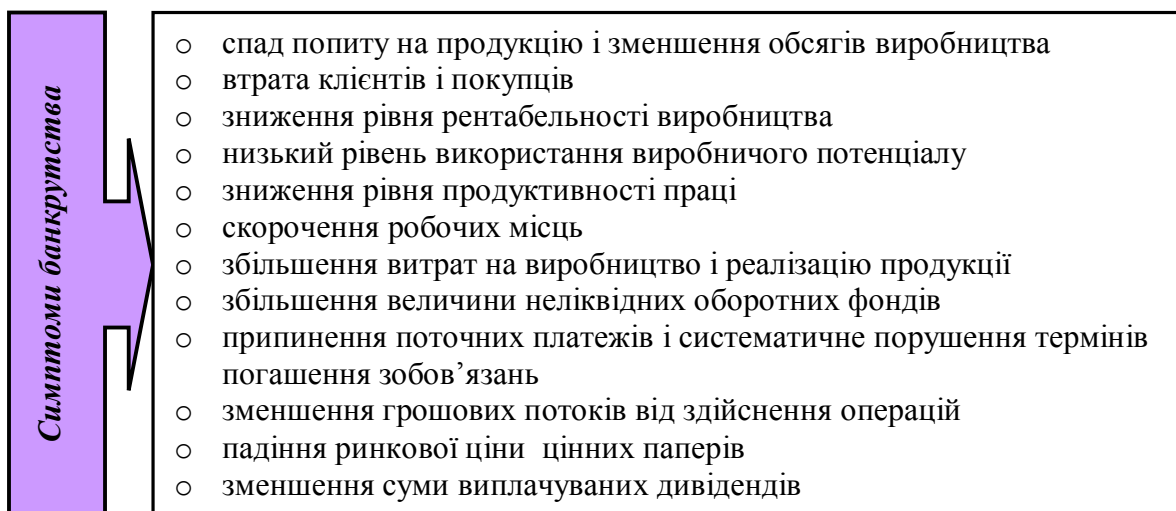 Симптоми банкрутства
o спад попиту на продукцію і зменшення обсягів виробництва
o втрата клієнтів і покупців
o зниження рівня рентабельності виробництва
o низький рівень використання виробничого потенціалу
o зниження рівня продуктивності праці
o скорочення робочих місць
o збільшення витрат на виробництво і реалізацію продукції
o збільшення величини неліквідних оборотних фондів
o припинення поточних платежів і систематичне порушення термінів
погашення зобов’язань
o зменшення грошових потоків від здійснення операцій
o падіння ринкової ціни цінних паперів
o зменшення суми виплачуваних дивідендів